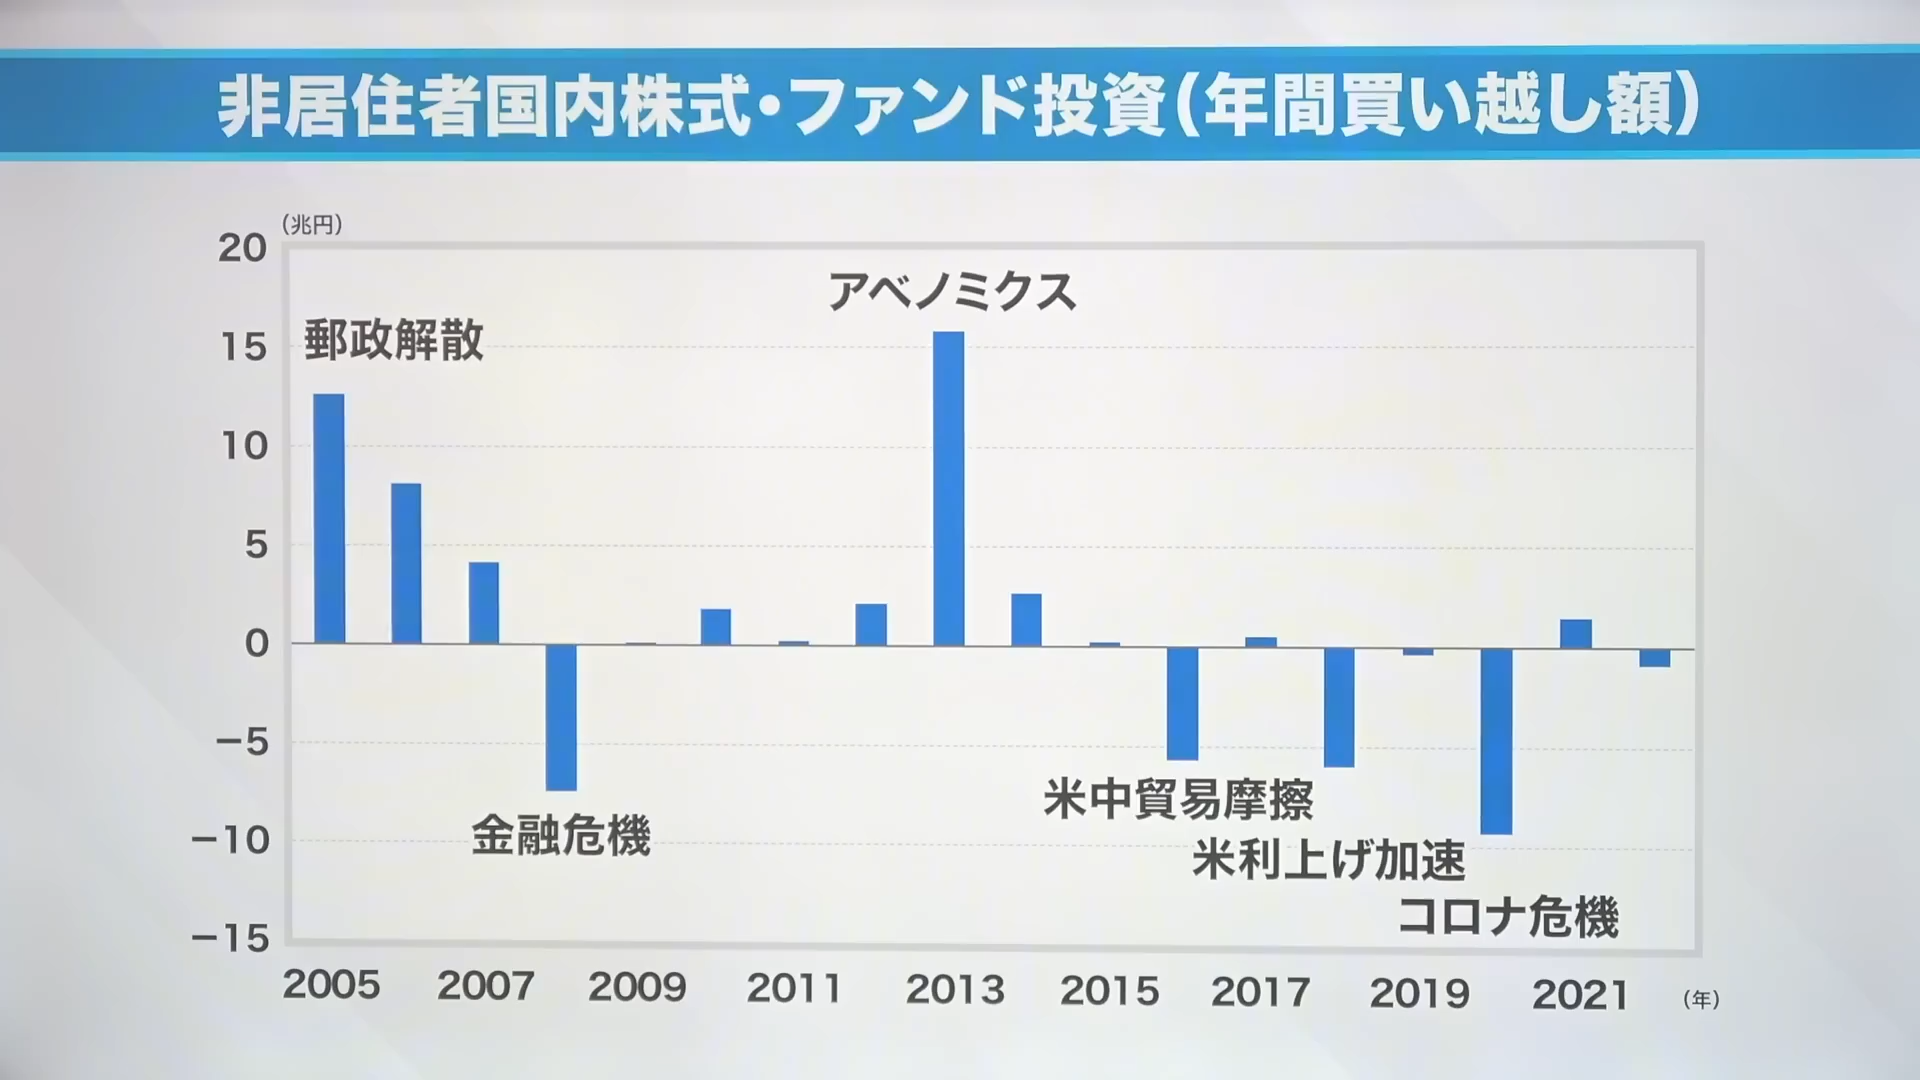 非居住者国内株式・ファンド投資(年間買い越し額)
(兆円)
20
15
10
5
0
−5
−10
−15
郵政解散
アベノミクス
金融危機
米中貿易摩擦
米利上げ加速
コロナ危機
2005 2007 2009 2011 2013 2015 2017 2019 2021 (年)